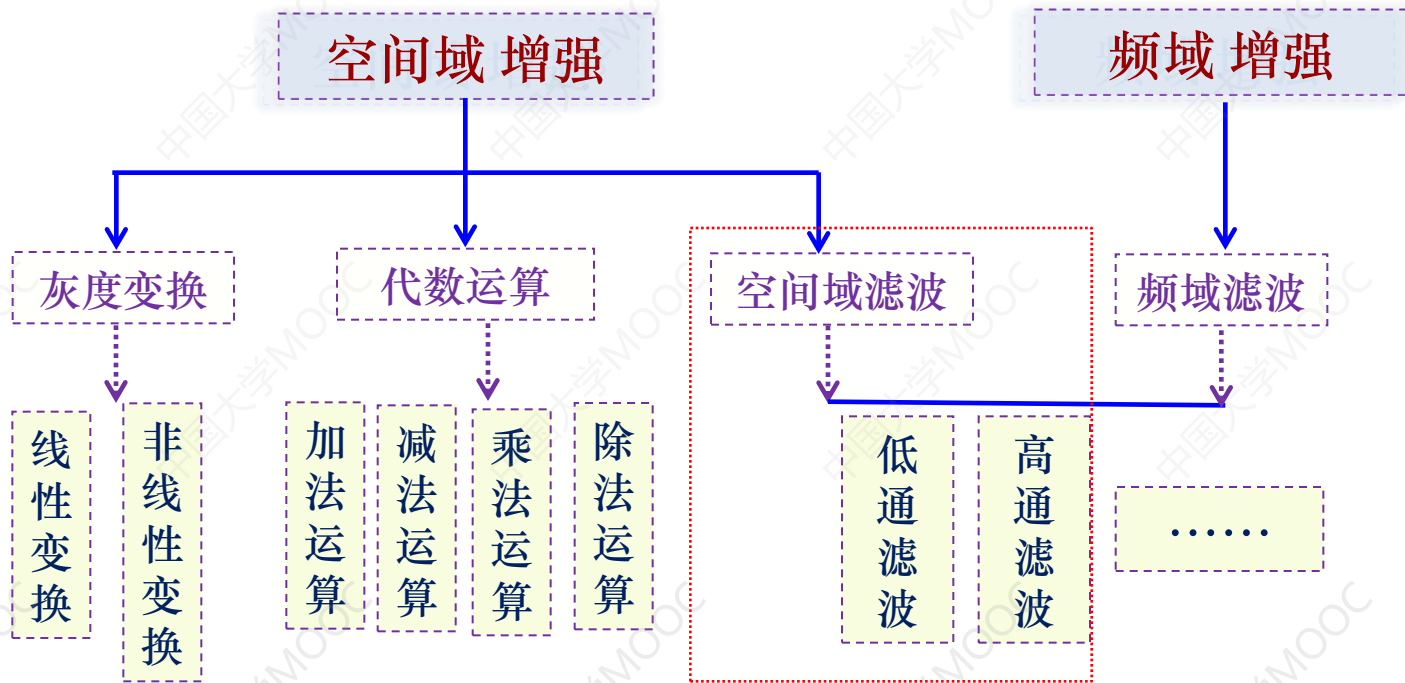 空间域 增强
频域 增强
灰度变换
代数运算
空间域滤波
频域滤波
线性变换
非线性变换
加法运算
减法运算
乘法运算
除法运算
低通滤波
高通滤波
······
中国大学MOOC